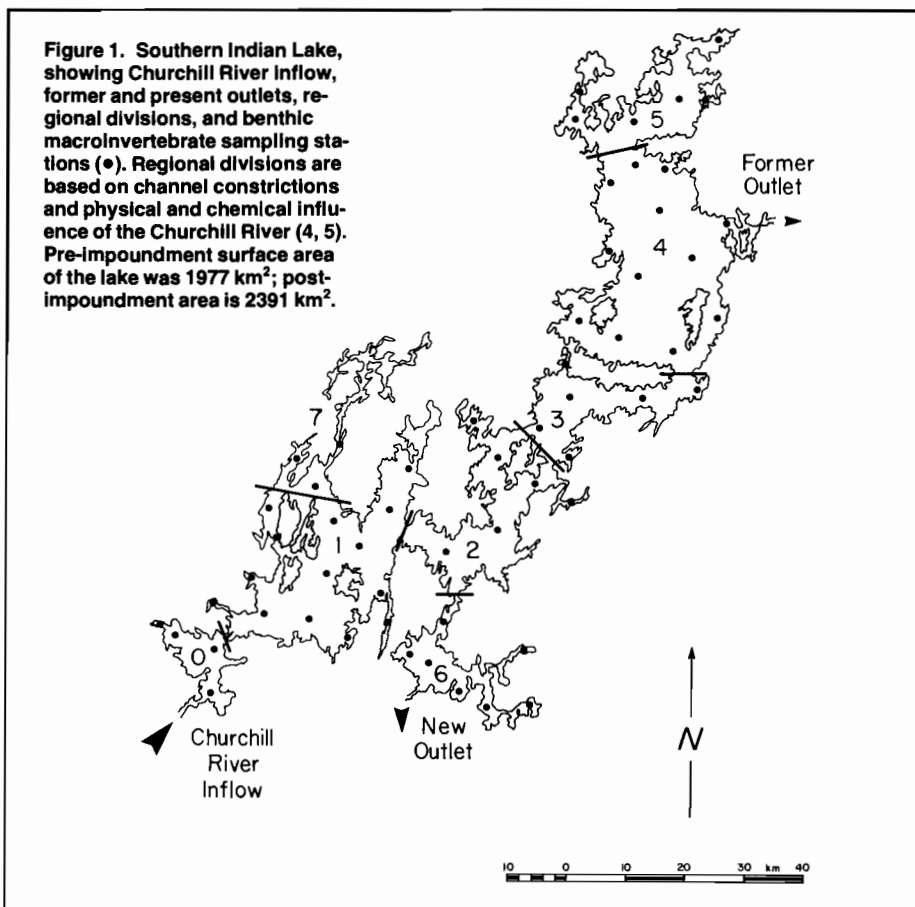 Figure 1. Southern Indian Lake,
showing Churchill River inflow,
former and present outlets, re-
gional divisions, and benthic
macroinvertebrate sampling sta-
tions (●). Regional divisions are
based on channel constrictions
and physical and chemical influ-
ence of the Churchill River (4, 5).
Pre-impoundment surface area
of the lake was 1977 km²; post-
impoundment area is 2391 km².
5
Former
Outlet
4
3
7
1
2
0
6
Churchill
River
Inflow
New
Outlet
N
10 0 10 20 km 40